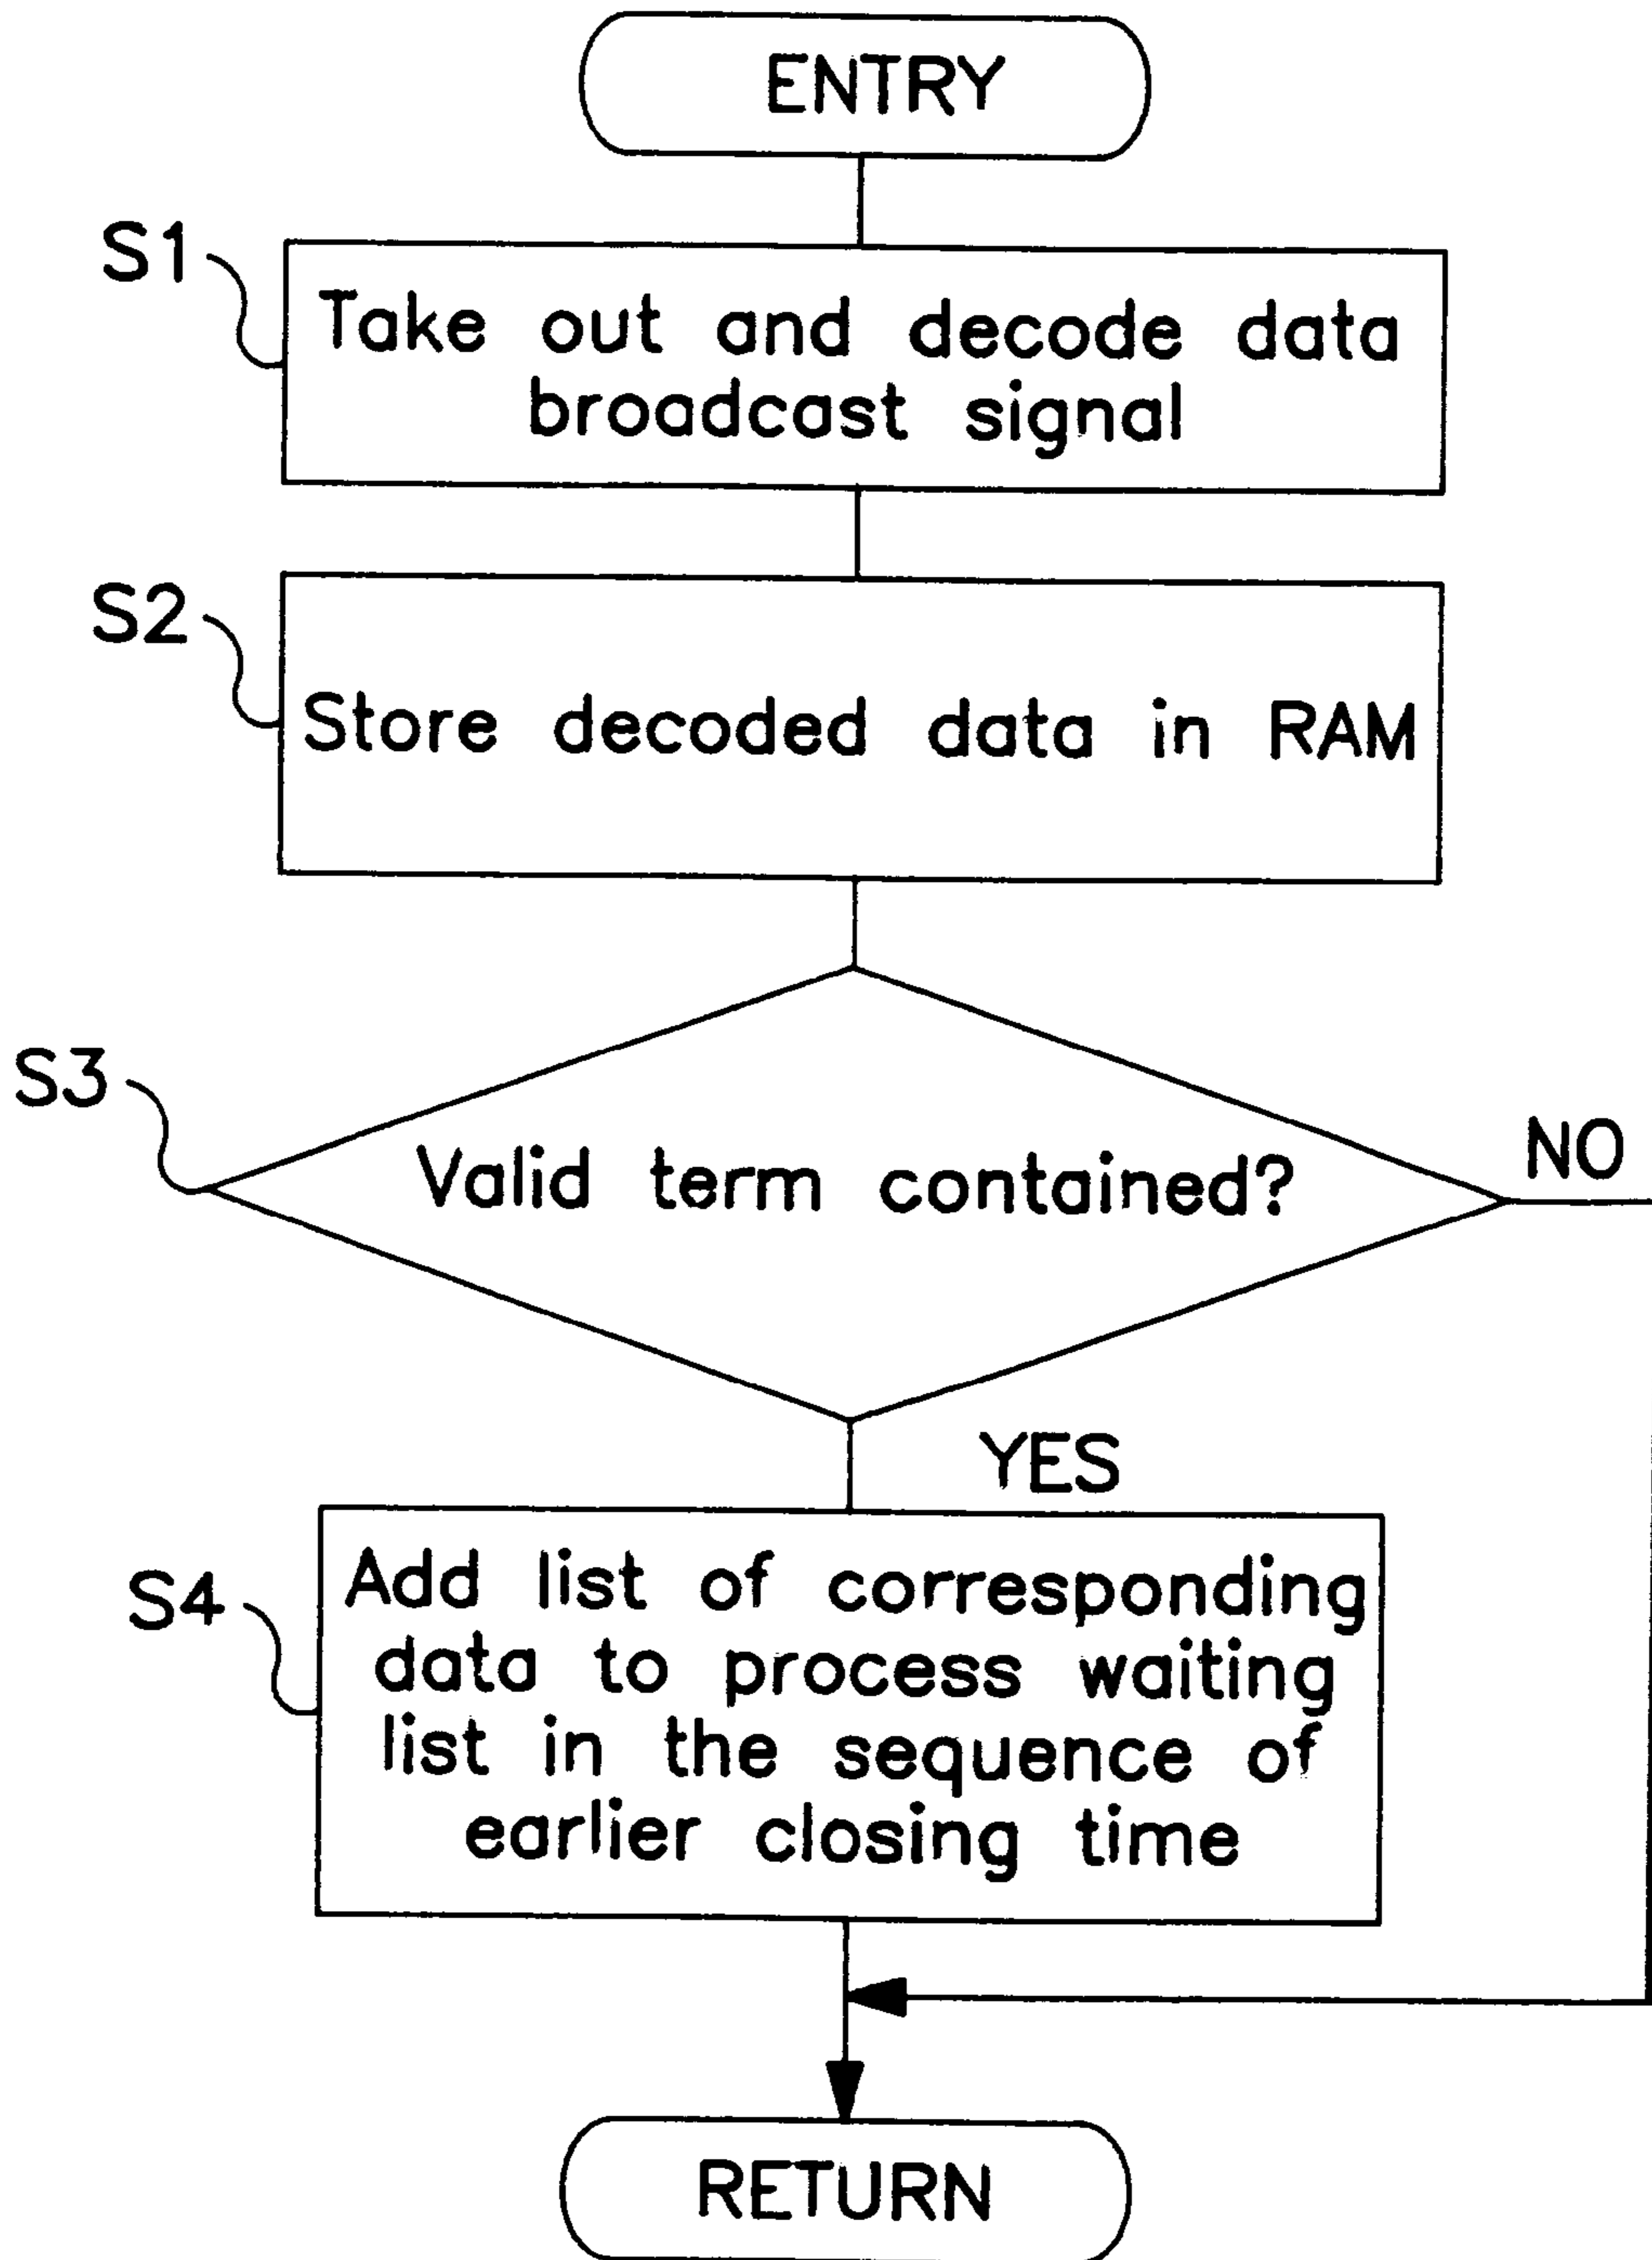 ENTRY
S1
Take out and decode data
broadcast signal
S2
Store decoded data in RAM
S3
Valid term contained?
NO
YES
S4
Add list of corresponding
data to process waiting
list in the sequence of
earlier closing time
RETURN